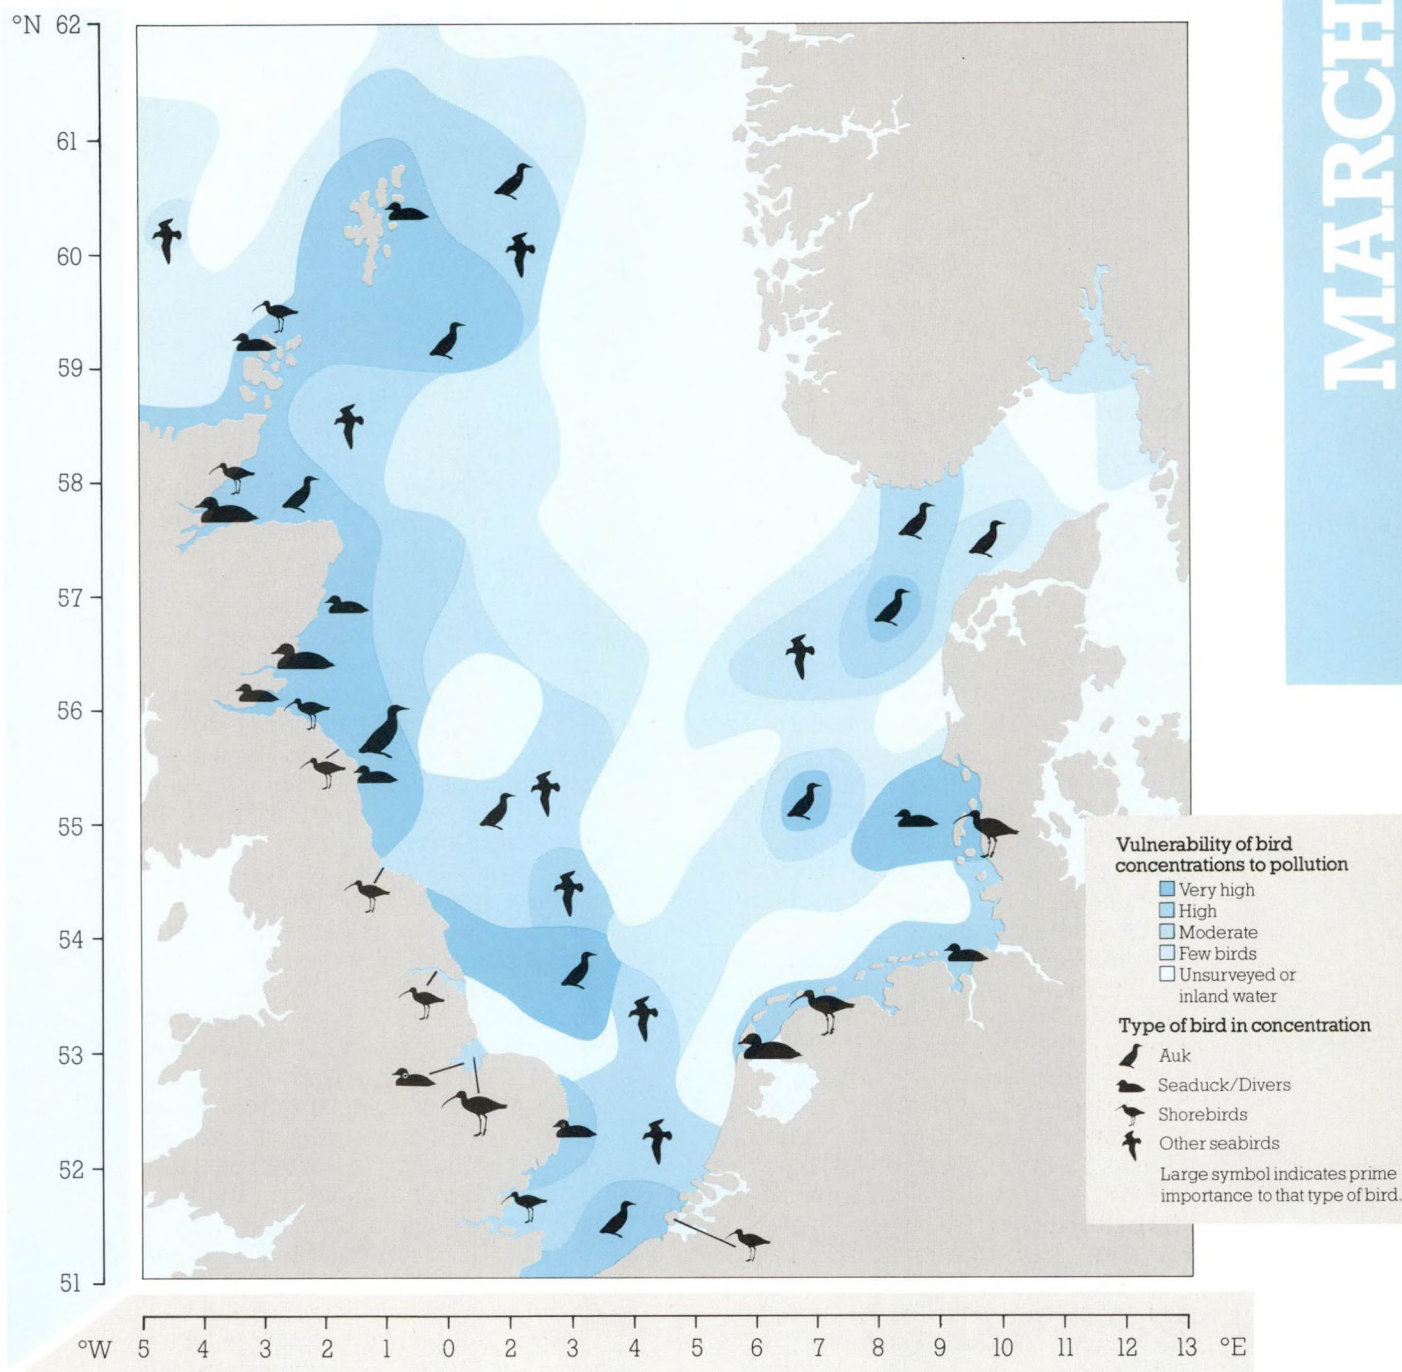 MARCH
°N 62
61
60
59
58
57
56
55
54
53
52
51
°W 5 4 3 2 1 0 2 3 4 5 6 7 8 9 10 11 12 13 °E
Vulnerability of bird
concentrations to pollution
Very high
High
Moderate
Few birds
Unsurveyed or
inland water
Type of bird in concentration
Auk
Seaduck/Divers
Shorebirds
Other seabirds
Large symbol indicates prime
importance to that type of bird.